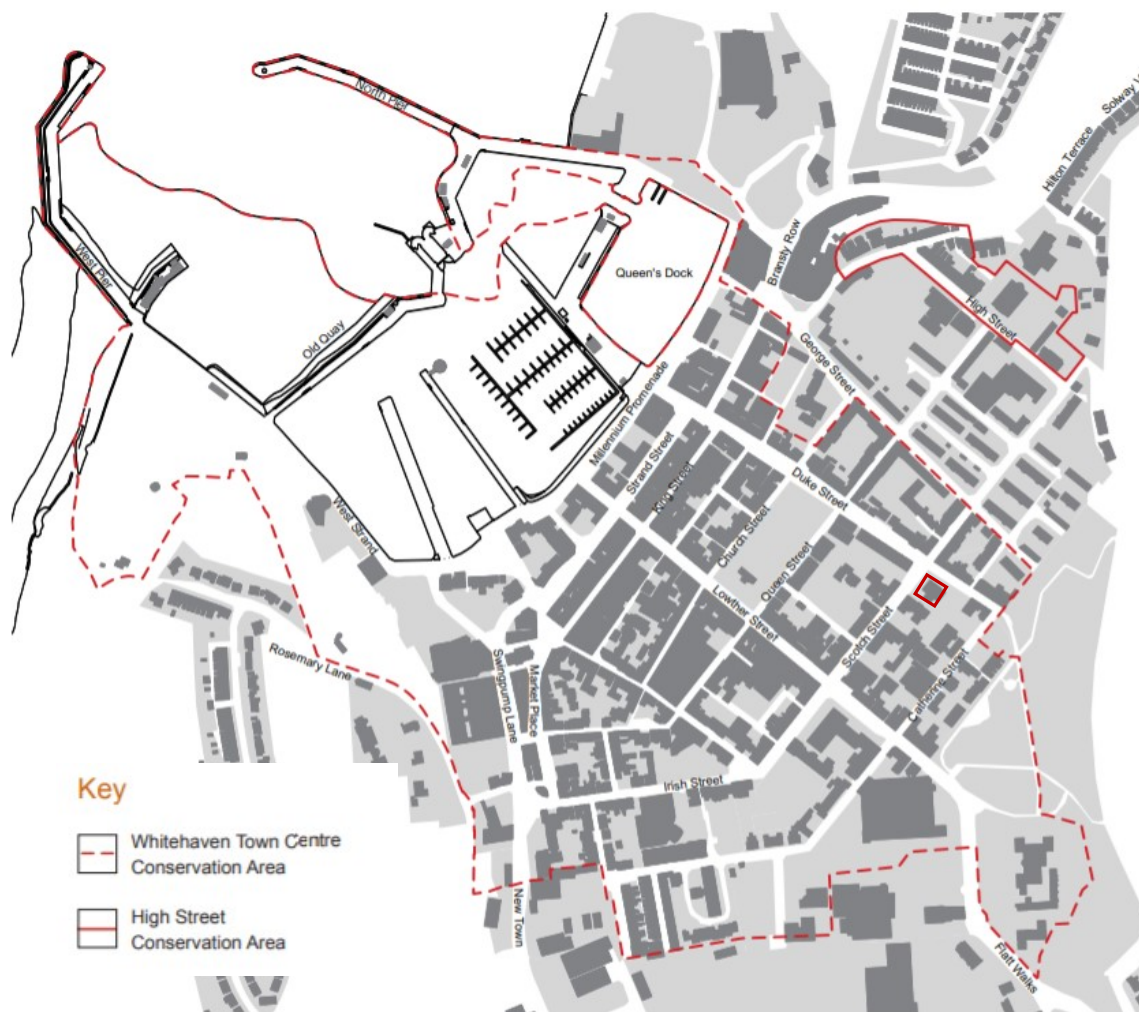 North Pier
Solway
Hilton Terrace
Bransty Row
West Pier
Queen's Dock
High Street
Old Quay
George Street
Millennium Promenade
Strand Street
King Street
Duke Street
West Strand
Church Street
Queen Street
Lowther Street
Scotch Street
Rosemary Lane
Swingpump Lane
Market Place
Catherine Street
Irish Street
Key
Whitehaven Town Centre
Conservation Area
High Street
Conservation Area
New Town
Flatt Walks